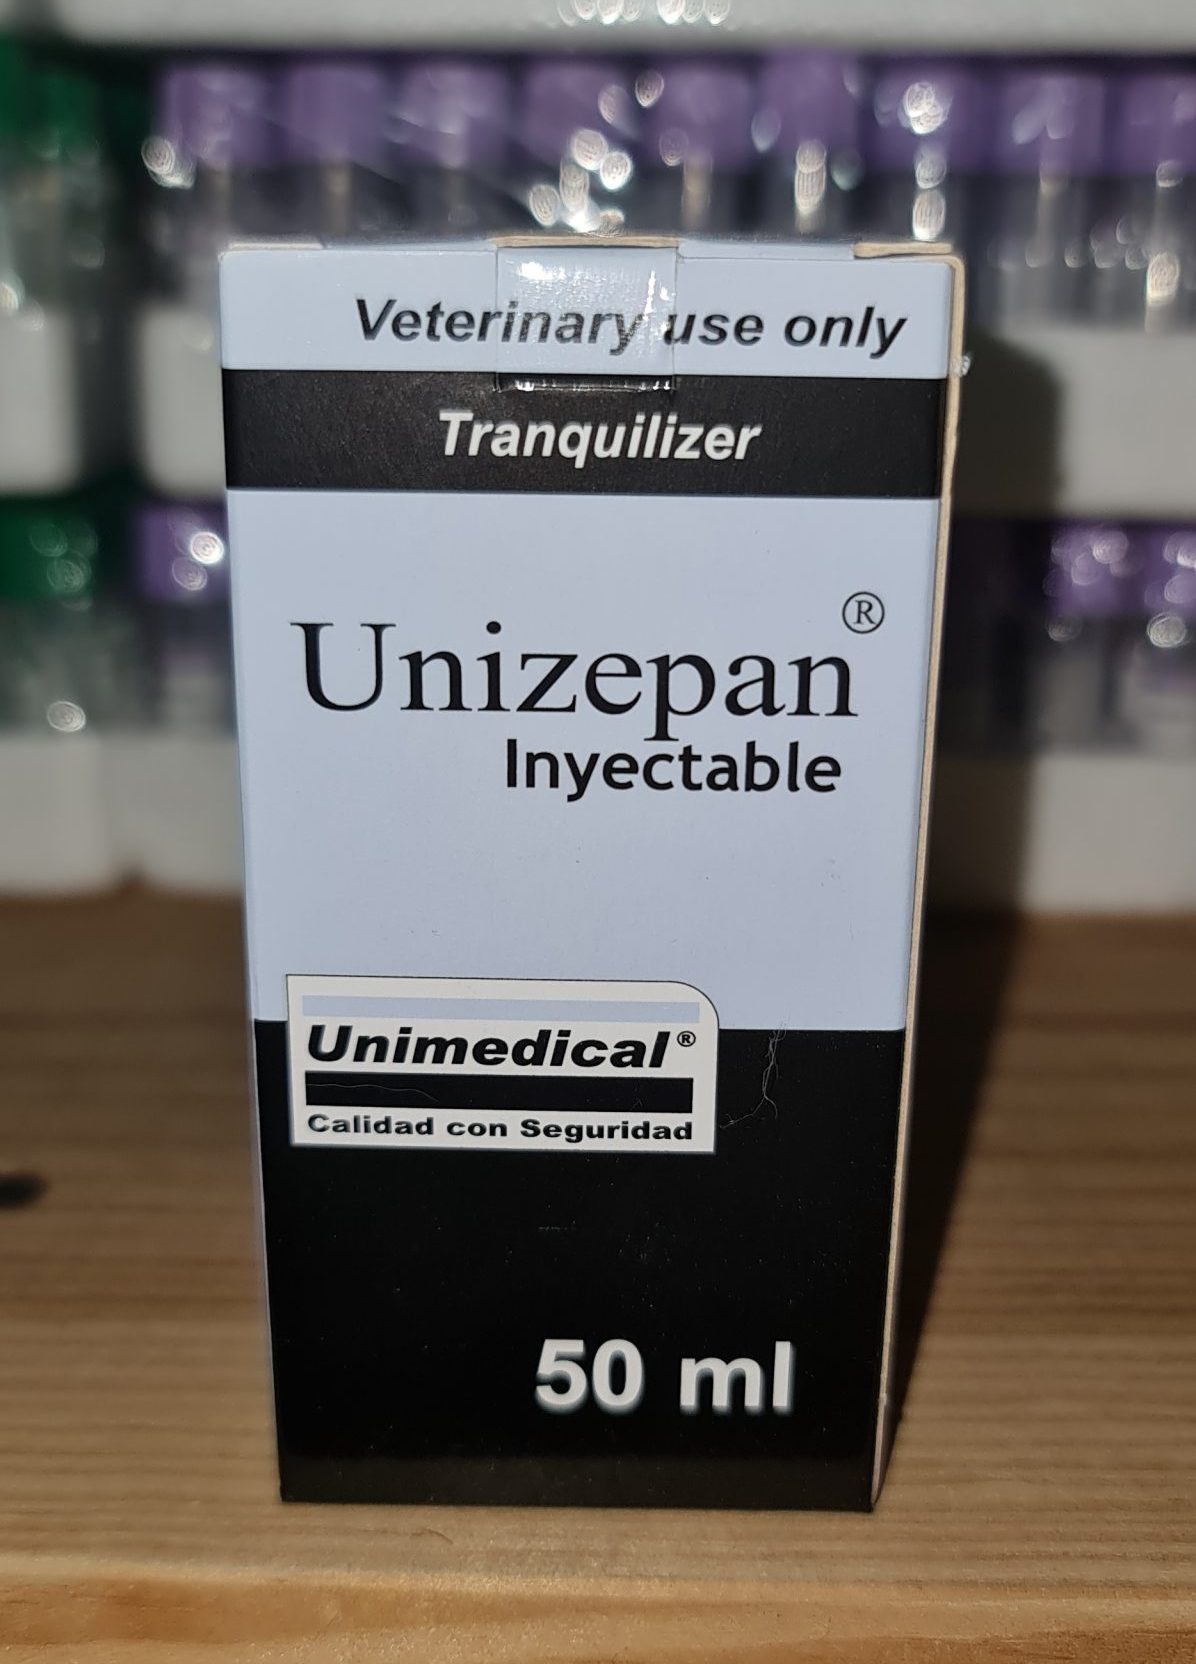 Veterinary use only
Tranquilizer
Unizepan®
Inyectable
Unimedical®
Calidad con Seguridad
50 ml